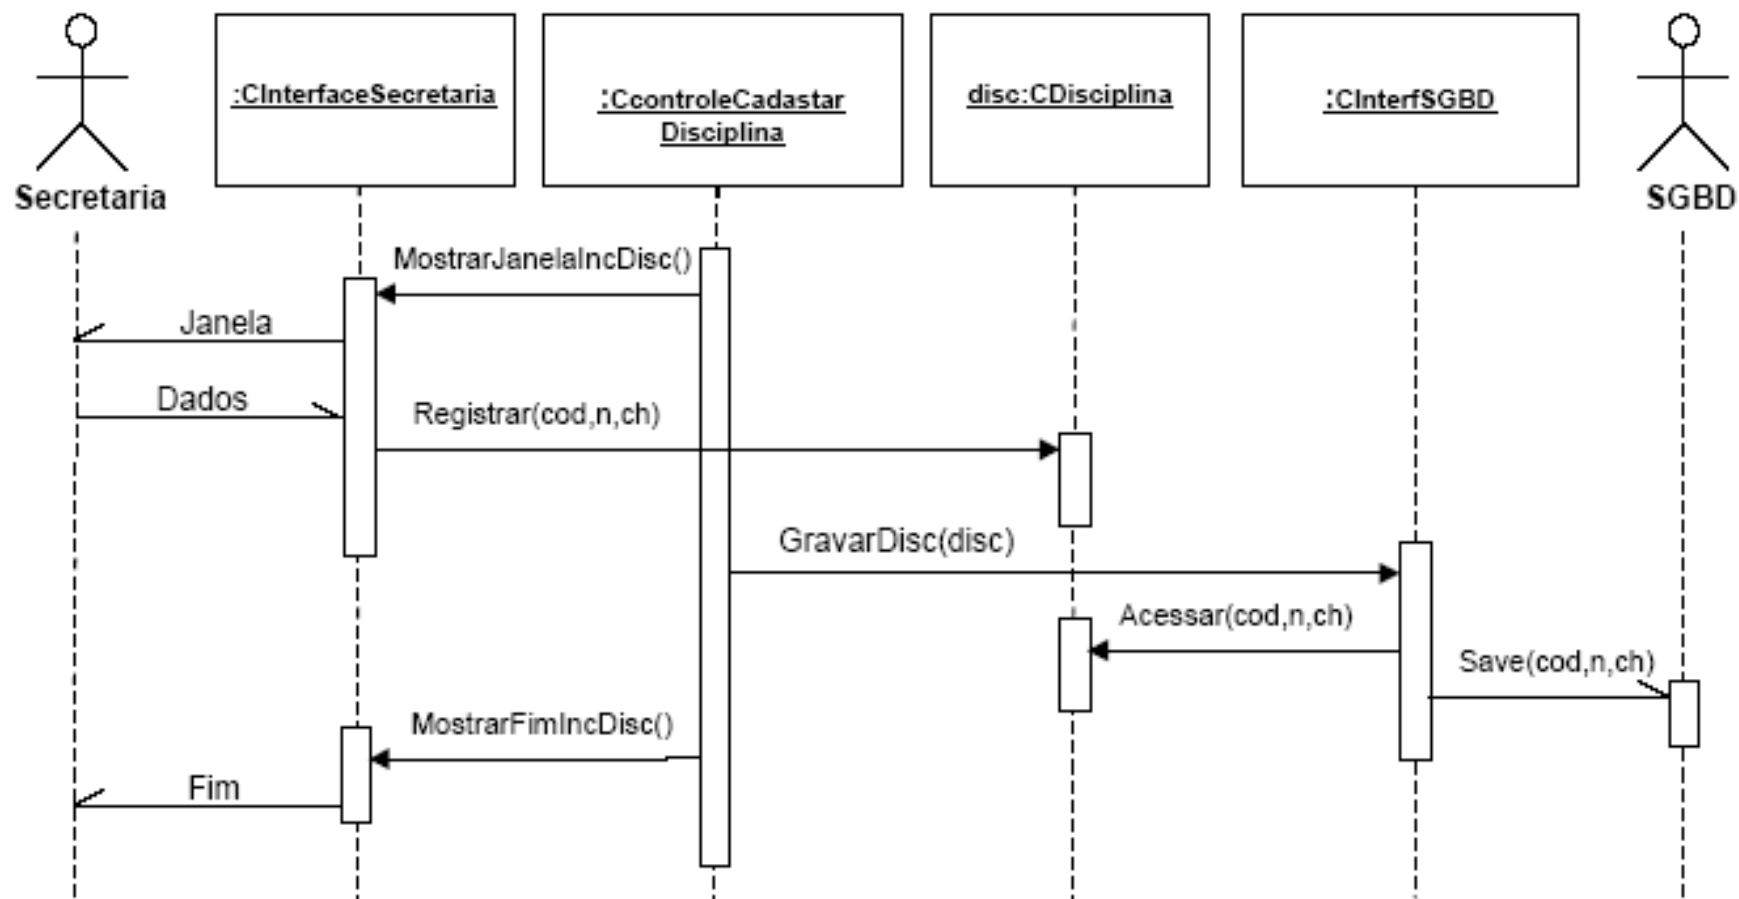 :CInterfaceSecretaria
:CcontroleCadastar
Disciplina
disc:CDisciplina
:CInterfSGBD
Secretaria
SGBD
MostrarJanelaIncDisc()
Janela
Dados
Registrar(cod,n,ch)
GravarDisc(disc)
Acessar(cod,n,ch)
Save(cod,n,ch)
MostrarFimIncDisc()
Fim